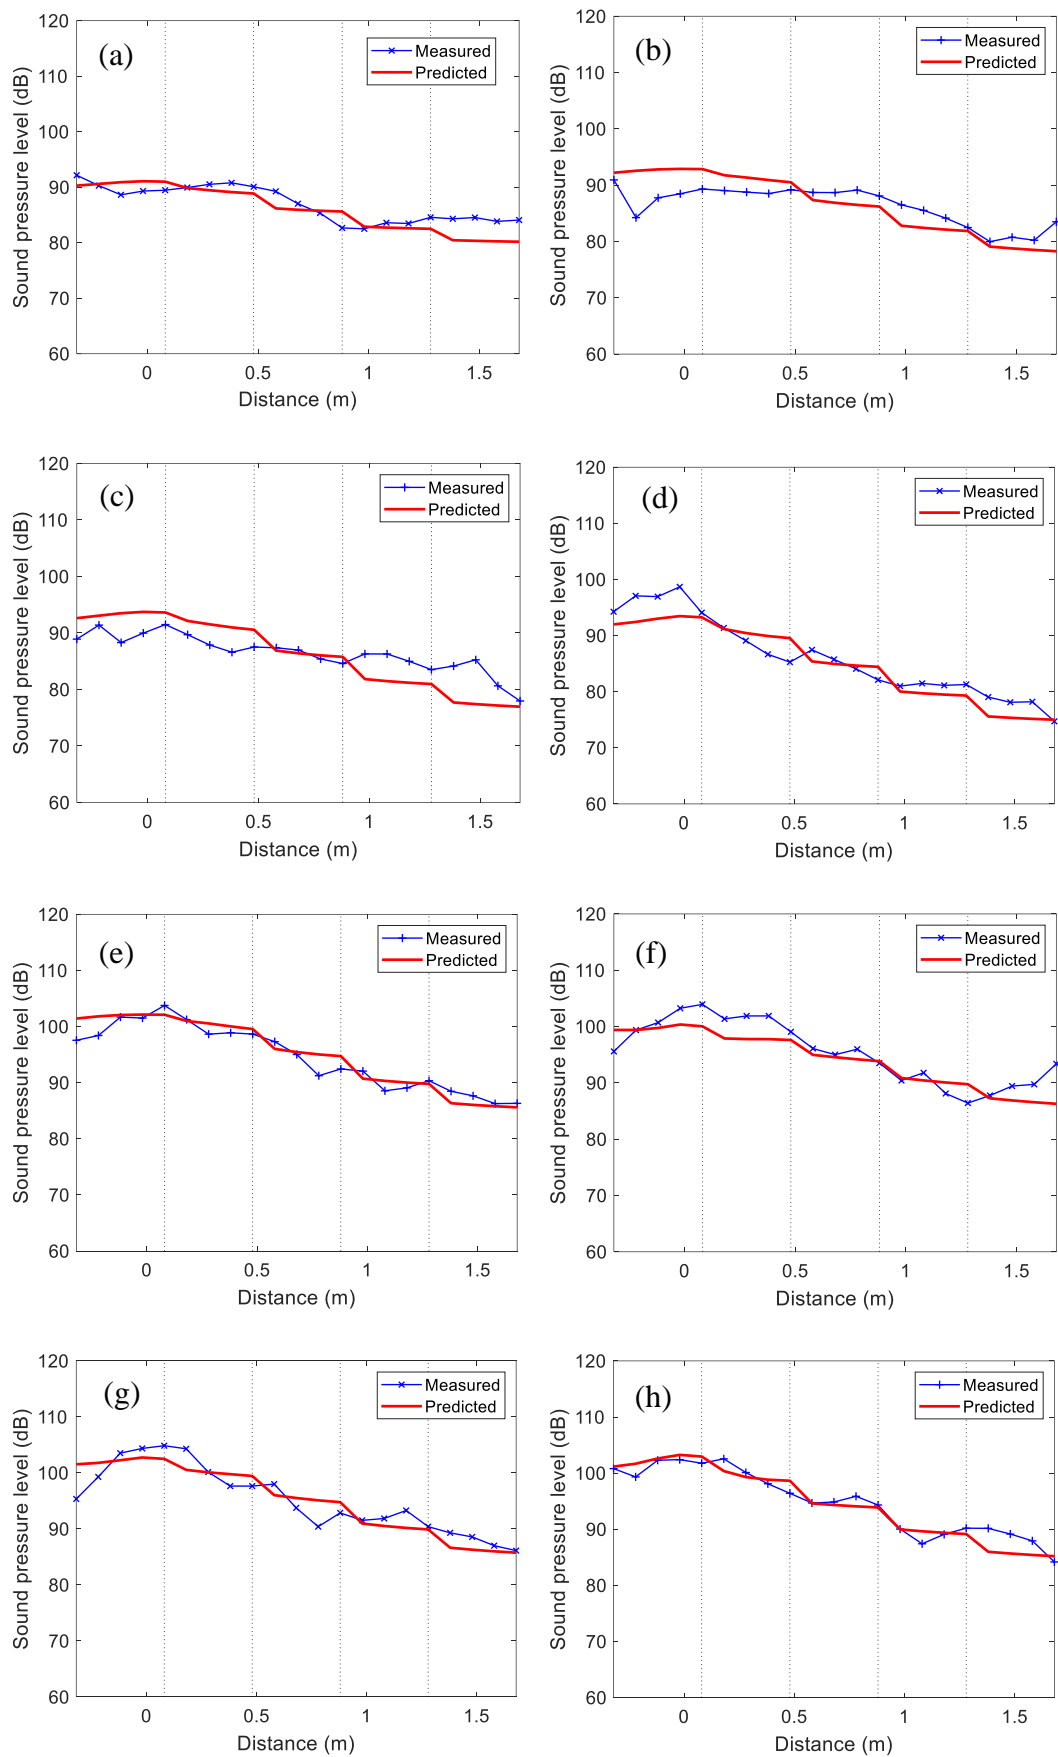 (a)
Measured
Predicted
Sound pressure level (dB)
120
110
100
90
80
70
60
0
0.5
1
1.5
Distance (m)
(b)
Measured
Predicted
Sound pressure level (dB)
120
110
100
90
80
70
60
0
0.5
1
1.5
Distance (m)
(c)
Measured
Predicted
Sound pressure level (dB)
120
110
100
90
80
70
60
0
0.5
1
1.5
Distance (m)
(d)
Measured
Predicted
Sound pressure level (dB)
120
110
100
90
80
70
60
0
0.5
1
1.5
Distance (m)
(e)
Measured
Predicted
Sound pressure level (dB)
120
110
100
90
80
70
60
0
0.5
1
1.5
Distance (m)
(f)
Measured
Predicted
Sound pressure level (dB)
120
110
100
90
80
70
60
0
0.5
1
1.5
Distance (m)
(g)
Measured
Predicted
Sound pressure level (dB)
120
110
100
90
80
70
60
0
0.5
1
1.5
Distance (m)
(h)
Measured
Predicted
Sound pressure level (dB)
120
110
100
90
80
70
60
0
0.5
1
1.5
Distance (m)